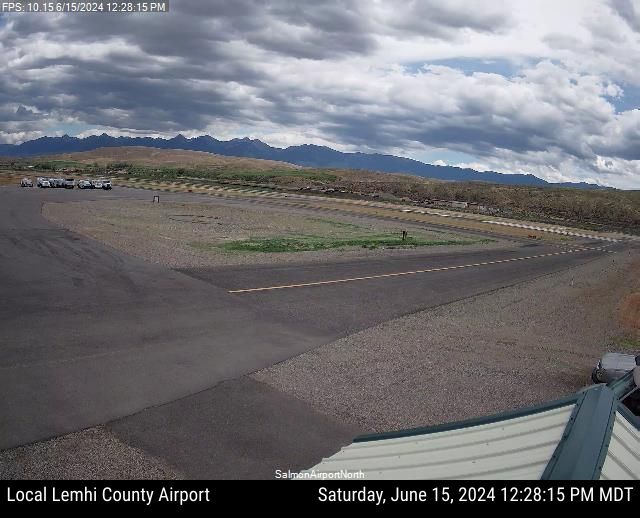 FPS: 10.15 6/15/2024 12:28:15 PM
SalmonAirportNorth
Local Lemhi County Airport
Saturday, June 15, 2024 12:28:15 PM MDT